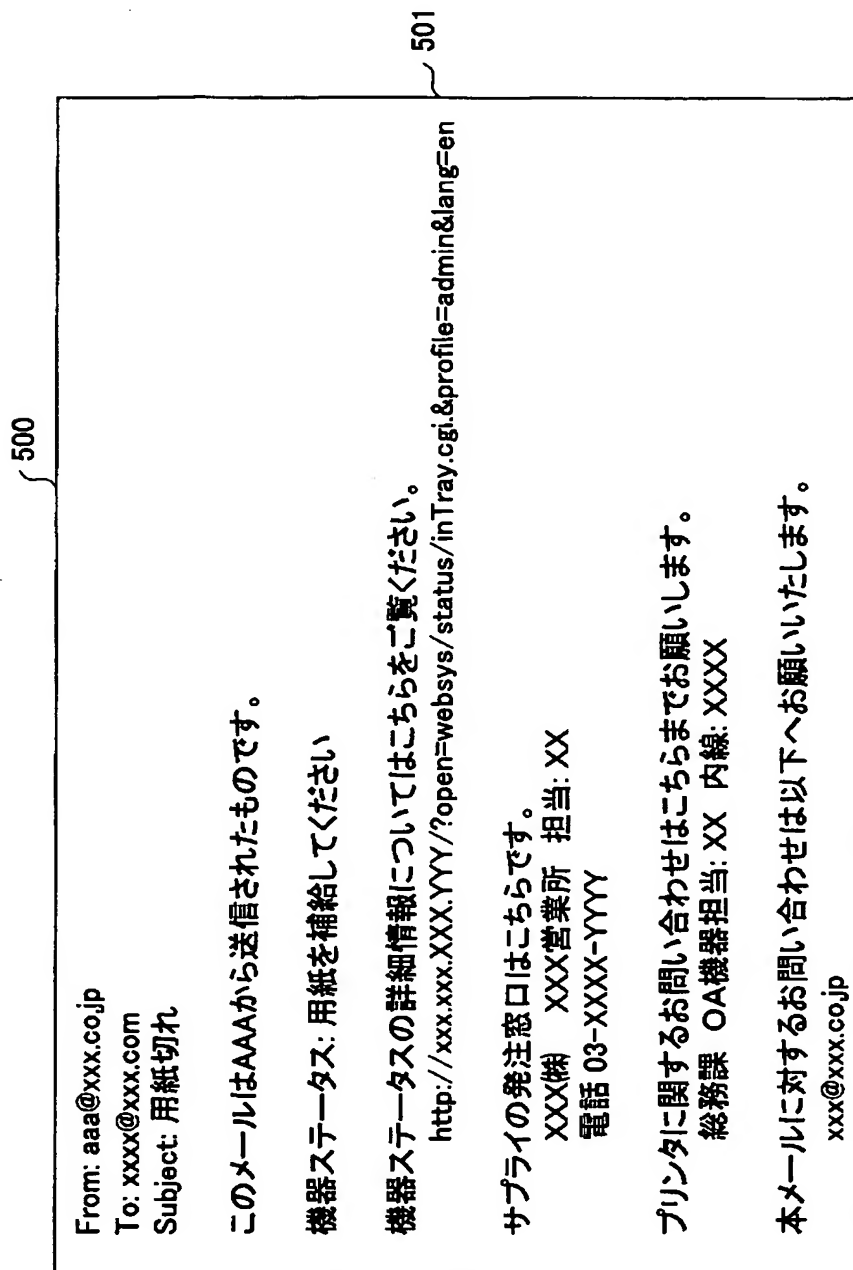 500
From: aaa@xxx.co.jp
To: xxxx@xxx.com
Subject: 用紙切れ
このメールはAAAから送信されたものです。
機器ステータス: 用紙を補給してください
機器ステータスの詳細情報についてはこちらをご覧ください。
http://xxx.xxx.XXX.YYY/?open=websys/status/inTray.cgi.&profile=admin&lang=en
501
サプライの発注窓口はこちらです。
XXX㈱ XXX営業所 担当: XX
電話 03-XXXX-YYYY
プリンタに関するお問い合わせはこちらまでお願いします。
総務課 OA機器担当: XX 内線: XXXX
本メールに対するお問い合わせは以下へお願いいたします。
xxx@xxx.co.jp